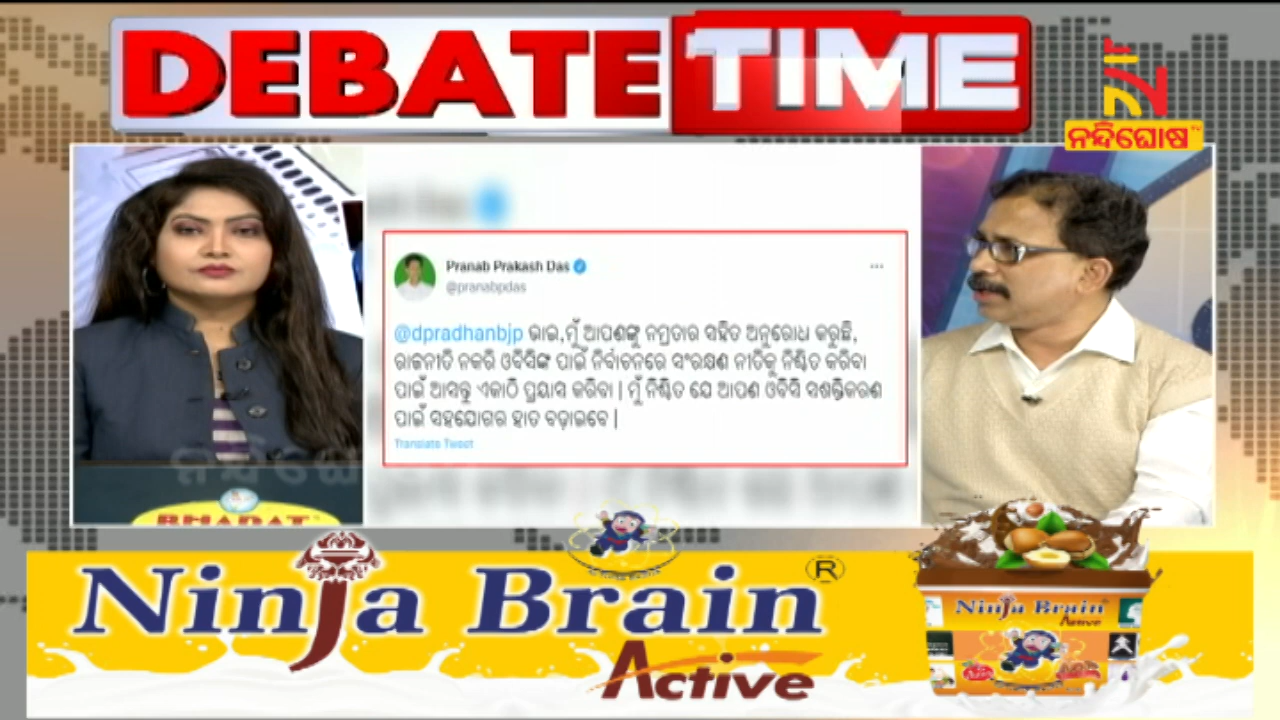 DEBATE TIME
ନନ୍ଦିଘୋଷ TV
Pranab Prakash Das
@pranabpdas
@dpradhanbjp ଭାଇ,ମୁଁ ଆପଣଙ୍କୁ ନମ୍ରତାର ସହିତ ଅନୁରୋଧ କରୁଛି,
ରାଜନୀତି ନକରି ଓବିସିଙ୍କ ପାଇଁ ନିର୍ବାଚନରେ ସଂରକ୍ଷଣ ନୀତିକୁ ନିଶ୍ଚିତ କରିବା
ପାଇଁ ଆସନ୍ତୁ ଏକାଠି ପ୍ରୟାସ କରିବା | ମୁଁ ନିଶ୍ଚିତ ଯେ ଆପଣ ଓବିସି ସଶକ୍ତିକରଣ
ପାଇଁ ସହଯୋଗର ହାତ ବଢ଼ାଇବେ |
Translate Tweet
BHARAT
Ninja Brain ®
Active
Ninja Brain
Active